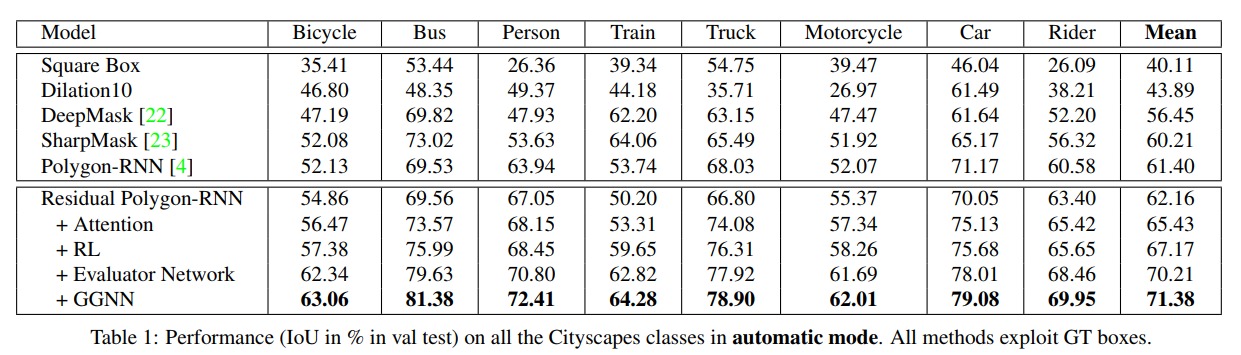 Model Bicycle Bus Person Train Truck Motorcycle Car Rider Mean
Square Box 35.41 53.44 26.36 39.34 54.75 39.47 46.04 26.09 40.11
Dilation10 46.80 48.35 49.37 44.18 35.71 26.97 61.49 38.21 43.89
DeepMask [22] 47.19 69.82 47.93 62.20 63.15 47.47 61.64 52.20 56.45
SharpMask [23] 52.08 73.02 53.63 64.06 65.49 51.92 65.17 56.32 60.21
Polygon-RNN [4] 52.13 69.53 63.94 53.74 68.03 52.07 71.17 60.58 61.40
Residual Polygon-RNN 54.86 69.56 67.05 50.20 66.80 55.37 70.05 63.40 62.16
+ Attention 56.47 73.57 68.15 53.31 74.08 57.34 75.13 65.42 65.43
+ RL 57.38 75.99 68.45 59.65 76.31 58.26 75.68 65.65 67.17
+ Evaluator Network 62.34 79.63 70.80 62.82 77.92 61.69 78.01 68.46 70.21
+ GGNN 63.06 81.38 72.41 64.28 78.90 62.01 79.08 69.95 71.38
Table 1: Performance (IoU in % in val test) on all the Cityscapes classes in automatic mode. All methods exploit GT boxes.